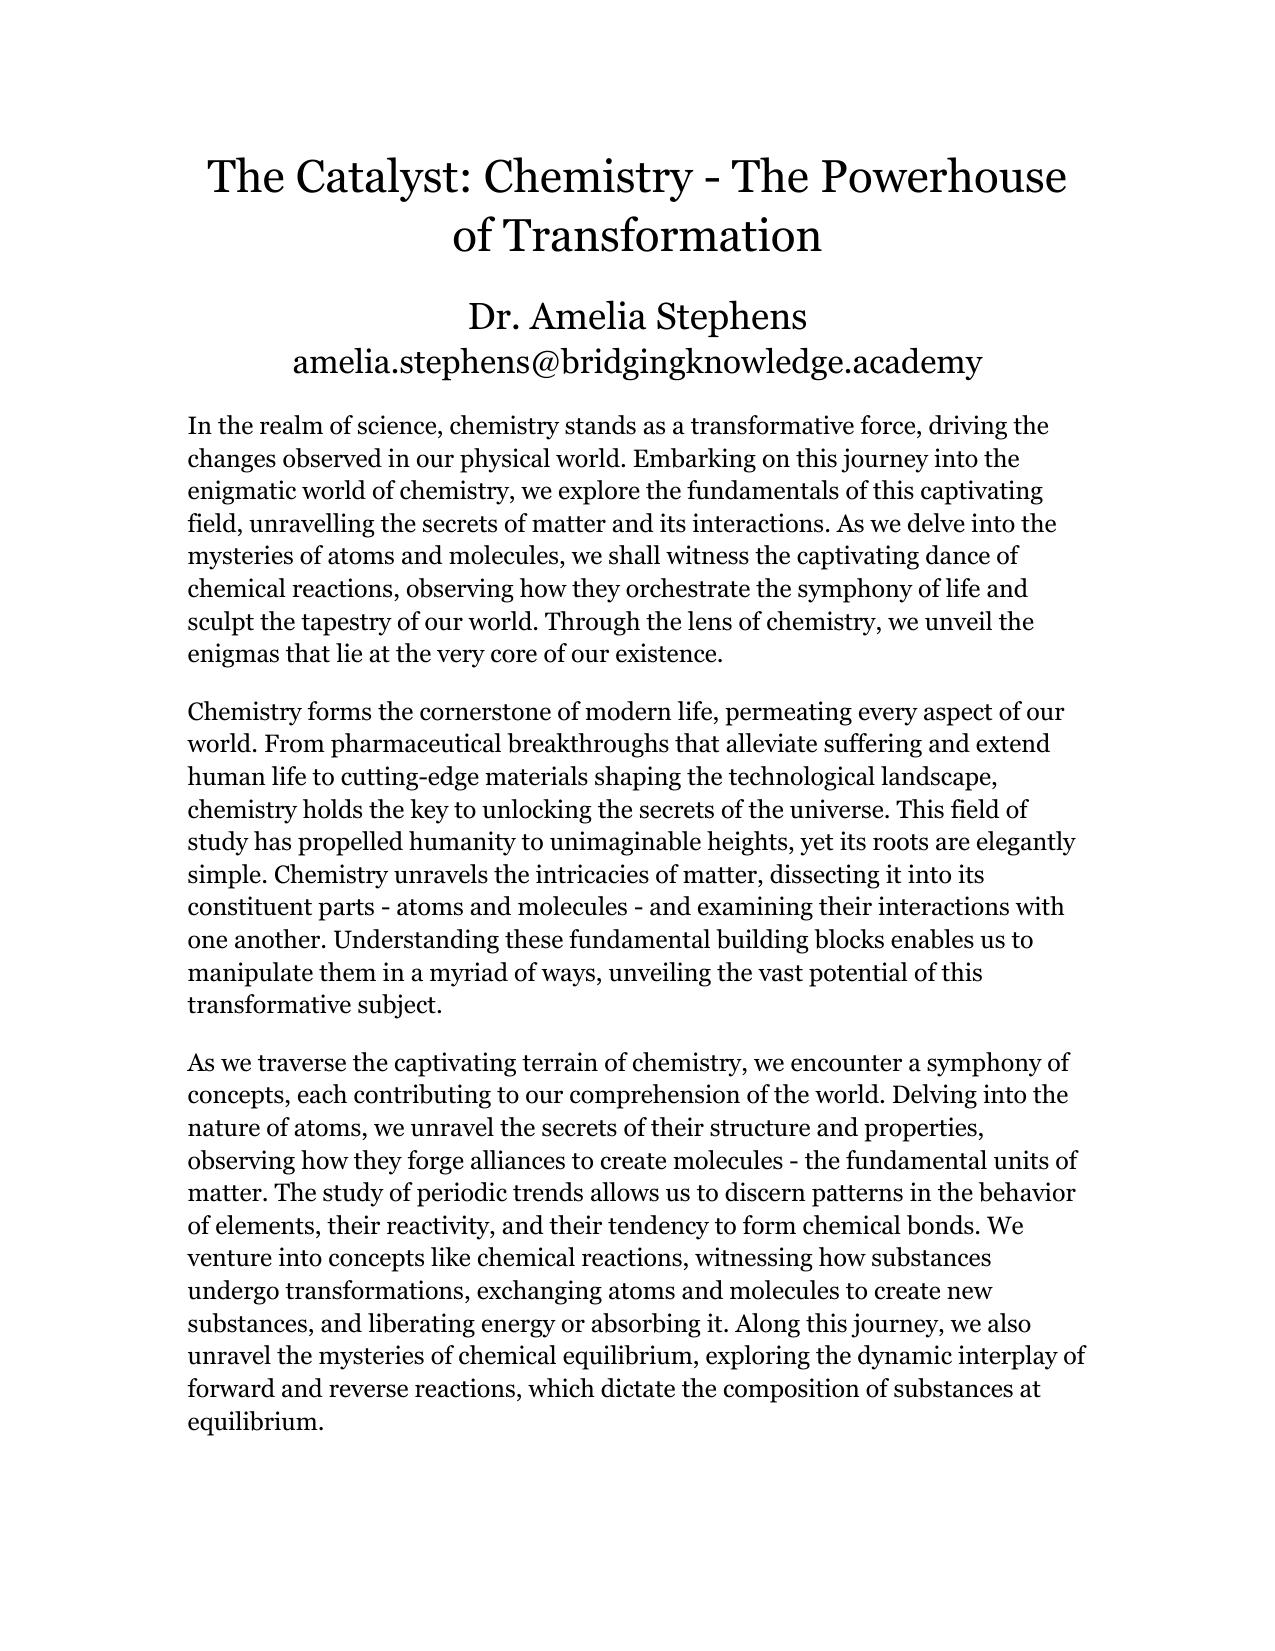 The Catalyst: Chemistry - The Powerhouse
of Transformation
Dr. Amelia Stephens
amelia.stephens@bridgingknowledge.academy
In the realm of science, chemistry stands as a transformative force, driving the
changes observed in our physical world. Embarking on this journey into the
enigmatic world of chemistry, we explore the fundamentals of this captivating
field, unravelling the secrets of matter and its interactions. As we delve into the
mysteries of atoms and molecules, we shall witness the captivating dance of
chemical reactions, observing how they orchestrate the symphony of life and
sculpt the tapestry of our world. Through the lens of chemistry, we unveil the
enigmas that lie at the very core of our existence.
Chemistry forms the cornerstone of modern life, permeating every aspect of our
world. From pharmaceutical breakthroughs that alleviate suffering and extend
human life to cutting-edge materials shaping the technological landscape,
chemistry holds the key to unlocking the secrets of the universe. This field of
study has propelled humanity to unimaginable heights, yet its roots are elegantly
simple. Chemistry unravels the intricacies of matter, dissecting it into its
constituent parts - atoms and molecules - and examining their interactions with
one another. Understanding these fundamental building blocks enables us to
manipulate them in a myriad of ways, unveiling the vast potential of this
transformative subject.
As we traverse the captivating terrain of chemistry, we encounter a symphony of
concepts, each contributing to our comprehension of the world. Delving into the
nature of atoms, we unravel the secrets of their structure and properties,
observing how they forge alliances to create molecules - the fundamental units of
matter. The study of periodic trends allows us to discern patterns in the behavior
of elements, their reactivity, and their tendency to form chemical bonds. We
venture into concepts like chemical reactions, witnessing how substances
undergo transformations, exchanging atoms and molecules to create new
substances, and liberating energy or absorbing it. Along this journey, we also
unravel the mysteries of chemical equilibrium, exploring the dynamic interplay of
forward and reverse reactions, which dictate the composition of substances at
equilibrium.